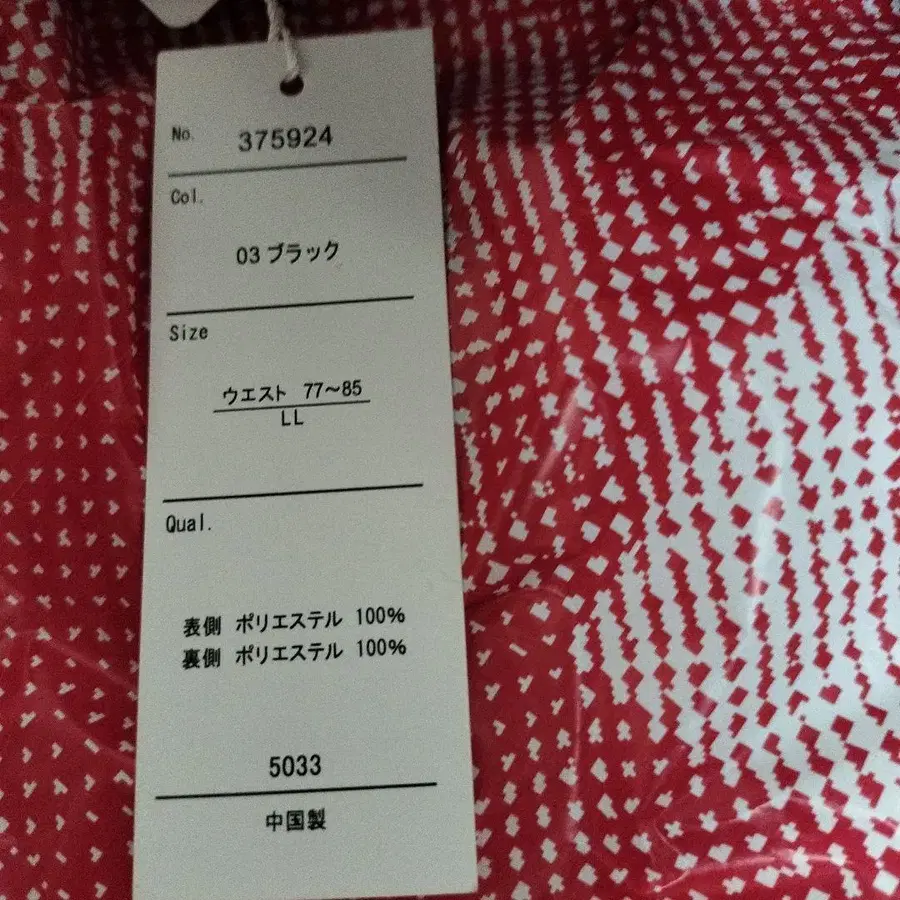 No. 375924
Col.
03 ブラック
Size
ウエスト 77～85
LL
Qual.
表側 ポリエステル 100%
裏側 ポリエステル 100%
5033
中国製